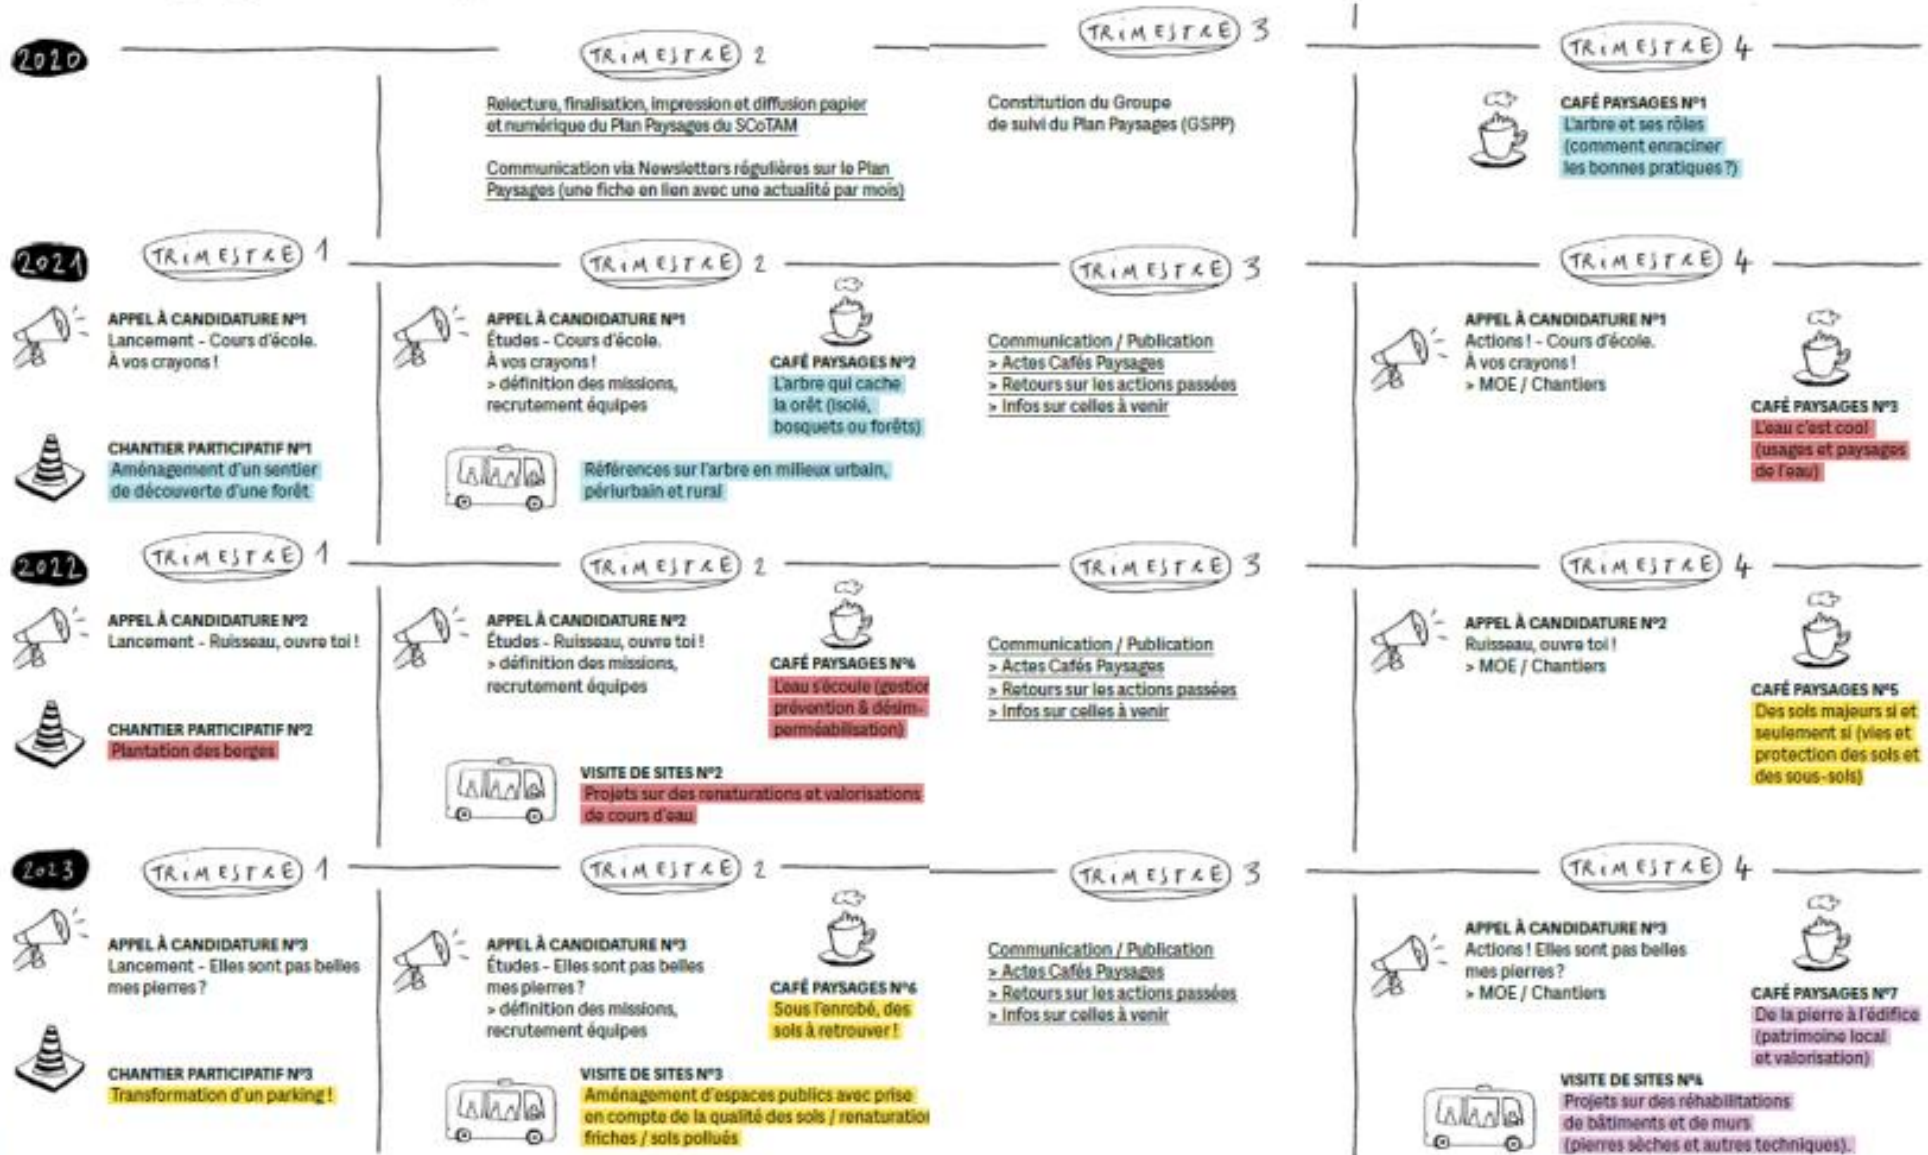 2020
TRIMESTRE 2
TRIMESTRE 3
TRIMESTRE 4
Relecture, finalisation, impression et diffusion papier
et numérique du Plan Paysages du SCoTAM
Communication via Newsletters régulières sur le Plan
Paysages (une fiche en lien avec une actualité par mois)
Constitution du Groupe
de suivi du Plan Paysages (GSPP)
CAFÉ PAYSAGES N°1
L'arbre et ses rôles
(comment enraciner
les bonnes pratiques ?)
2021
TRIMESTRE 1
TRIMESTRE 2
TRIMESTRE 3
TRIMESTRE 4
APPEL À CANDIDATURE N°1
Lancement - Cours d'école.
À vos crayons !
CHANTIER PARTICIPATIF N°1
Aménagement d'un sentier
de découverte d'une forêt
APPEL À CANDIDATURE N°1
Études - Cours d'école.
À vos crayons !
> définition des missions,
recrutement équipes
CAFÉ PAYSAGES N°2
L'arbre qui cache
la orêt (isolé,
bosquets ou forêts)
Références sur l'arbre en milieux urbain,
périurbain et rural
Communication / Publication
> Actes Cafés Paysages
> Retours sur les actions passées
> Infos sur celles à venir
APPEL À CANDIDATURE N°1
Actions ! - Cours d'école.
À vos crayons !
> MOE / Chantiers
CAFÉ PAYSAGES N°3
L'eau c'est cool
(usages et paysages
de l'eau)
2022
TRIMESTRE 1
TRIMESTRE 2
TRIMESTRE 3
TRIMESTRE 4
APPEL À CANDIDATURE N°2
Lancement - Ruisseau, ouvre toi !
CHANTIER PARTICIPATIF N°2
Plantation des berges
APPEL À CANDIDATURE N°2
Études - Ruisseau, ouvre toi !
> définition des missions,
recrutement équipes
CAFÉ PAYSAGES N°4
L'eau s'écoule (gestion
prévention & désim-
perméabilisation)
VISITE DE SITES N°2
Projets sur des renaturations et valorisations
de cours d'eau
Communication / Publication
> Actes Cafés Paysages
> Retours sur les actions passées
> Infos sur celles à venir
APPEL À CANDIDATURE N°2
Ruisseau, ouvre toi !
> MOE / Chantiers
CAFÉ PAYSAGES N°5
Des sols majeurs si et
seulement si (vies et
protection des sols et
des sous-sols)
2023
TRIMESTRE 1
TRIMESTRE 2
TRIMESTRE 3
TRIMESTRE 4
APPEL À CANDIDATURE N°3
Lancement - Elles sont pas belles
mes pierres ?
CHANTIER PARTICIPATIF N°3
Transformation d'un parking !
APPEL À CANDIDATURE N°3
Études - Elles sont pas belles
mes pierres ?
> définition des missions,
recrutement équipes
CAFÉ PAYSAGES N°6
Sous l'enrobé, des
sols à retrouver !
VISITE DE SITES N°3
Aménagement d'espaces publics avec prise
en compte de la qualité des sols / renaturation
friches / sols pollués
Communication / Publication
> Actes Cafés Paysages
> Retours sur les actions passées
> Infos sur celles à venir
APPEL À CANDIDATURE N°3
Actions ! Elles sont pas belles
mes pierres ?
> MOE / Chantiers
CAFÉ PAYSAGES N°7
De la pierre à l'édifice
(patrimoine local
et valorisation)
VISITE DE SITES N°4
Projets sur des réhabilitations
de bâtiments et de murs
(pierres sèches et autres techniques).